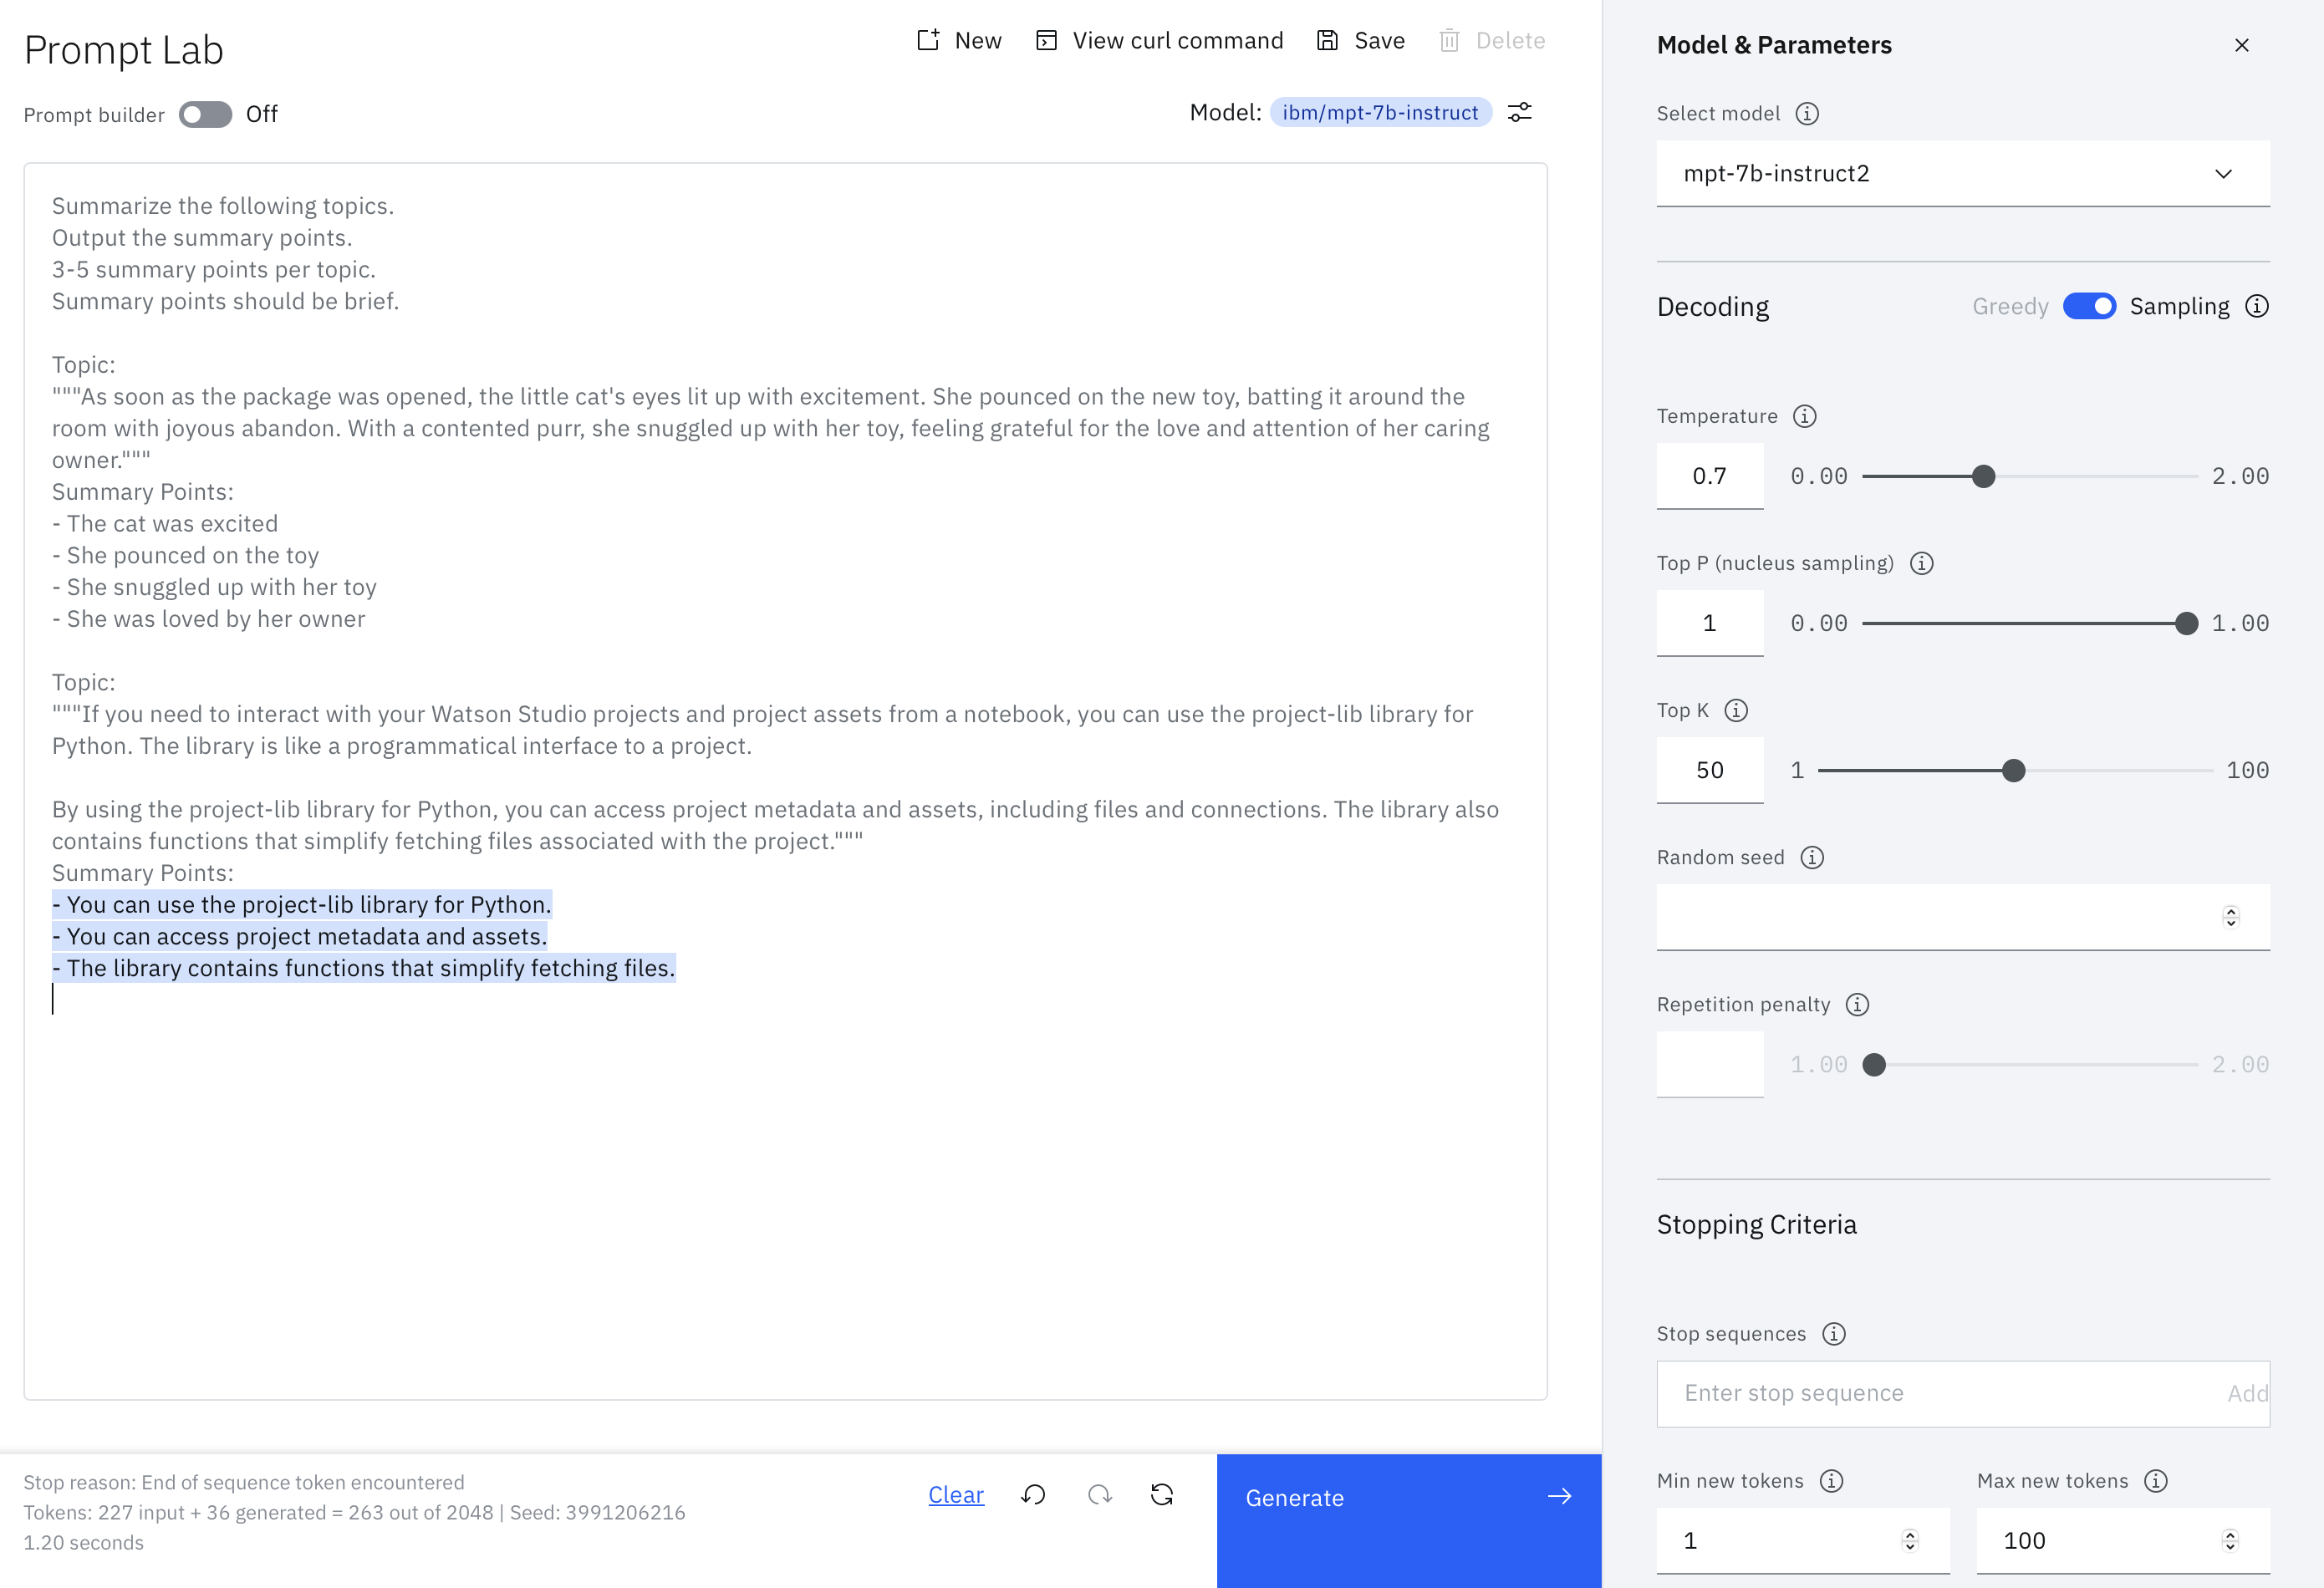 Prompt Lab
New
View curl command
Save
Delete
Prompt builder
Off
Model: ibm/mpt-7b-instruct
Summarize the following topics.
Output the summary points.
3-5 summary points per topic.
Summary points should be brief.
Topic:
"""As soon as the package was opened, the little cat's eyes lit up with excitement. She pounced on the new toy, batting it around the
room with joyous abandon. With a contented purr, she snuggled up with her toy, feeling grateful for the love and attention of her caring
owner."""
Summary Points:
- The cat was excited
- She pounced on the toy
- She snuggled up with her toy
- She was loved by her owner
Topic:
"""If you need to interact with your Watson Studio projects and project assets from a notebook, you can use the project-lib library for
Python. The library is like a programmatical interface to a project.
By using the project-lib library for Python, you can access project metadata and assets, including files and connections. The library also
contains functions that simplify fetching files associated with the project."""
Summary Points:
- You can use the project-lib library for Python.
- You can access project metadata and assets.
- The library contains functions that simplify fetching files.
Stop reason: End of sequence token encountered
Tokens: 227 input + 36 generated = 263 out of 2048 | Seed: 3991206216
1.20 seconds
Clear
Generate
Model & Parameters
Select model
mpt-7b-instruct2
Decoding
Greedy
Sampling
Temperature
0.7 0.00 2.00
Top P (nucleus sampling)
1 0.00 1.00
Top K
50 1 100
Random seed
Repetition penalty
1.00 2.00
Stopping Criteria
Stop sequences
Enter stop sequence Add
Min new tokens Max new tokens
1 100